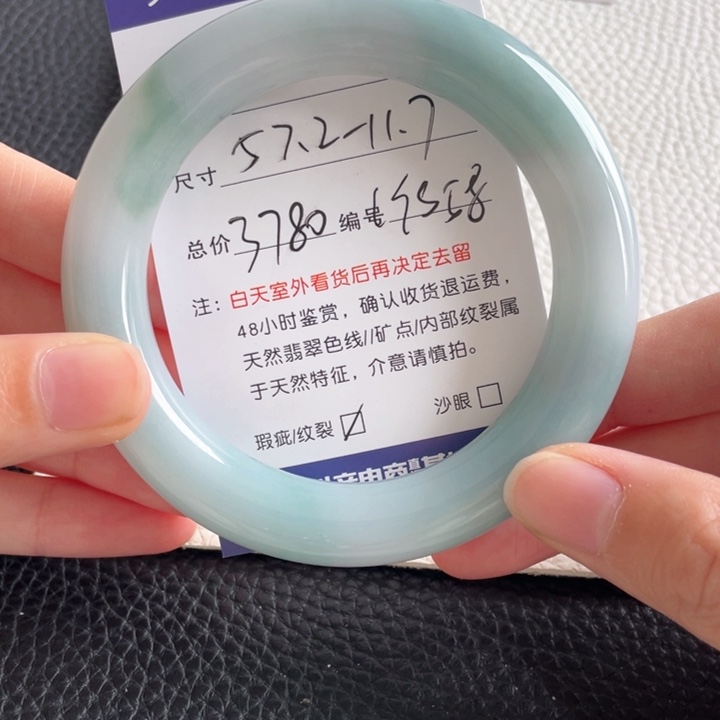 尺寸 57.2-11.7
总价 3780 编号
注：白天室外看货后再决定去留
48小时鉴赏，确认收货退运费，
天然翡翠色线//矿点/内部纹裂属
于天然特征，介意请慎拍。
沙眼
瑕疵/纹裂